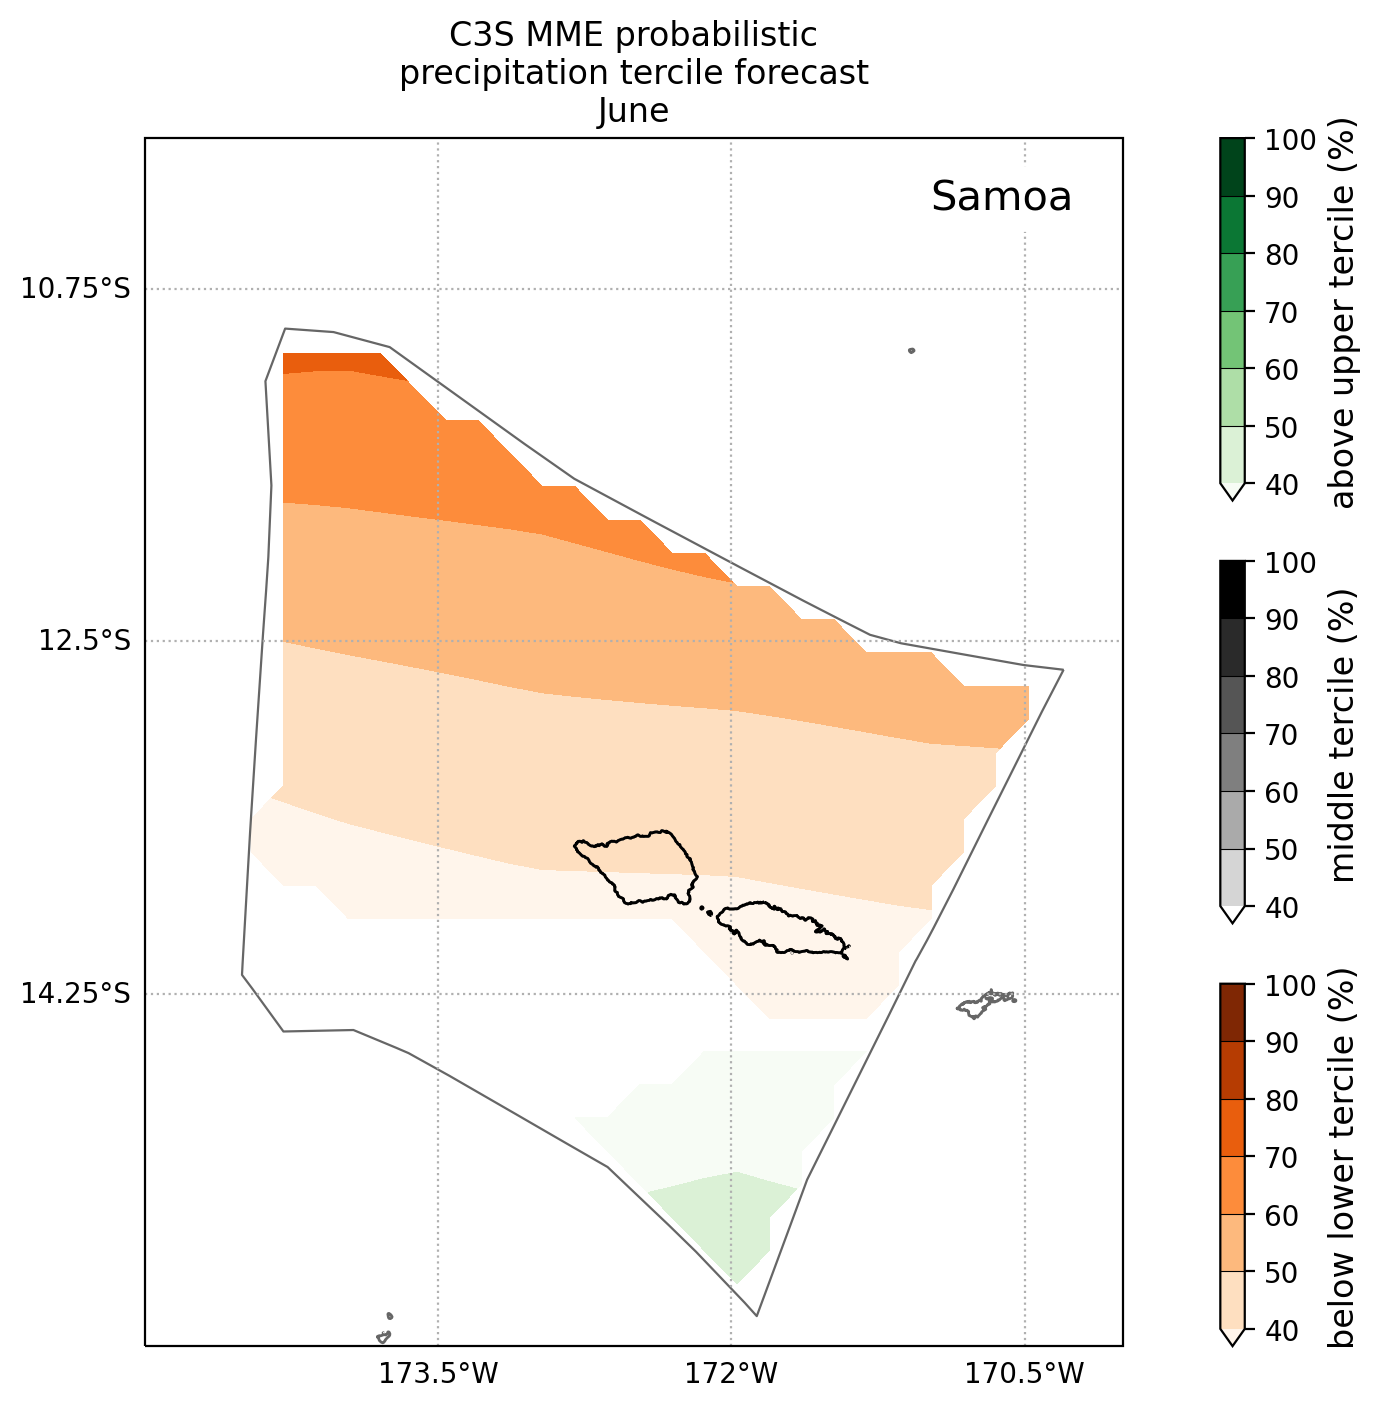 C3S MME probabilistic
precipitation tercile forecast
June
Samoa
10.75°S
12.5°S
14.25°S
173.5°W
172°W
170.5°W
100
90
80
70
60
50
40
above upper tercile (%)
100
90
80
70
60
50
40
middle tercile (%)
100
90
80
70
60
50
40
below lower tercile (%)